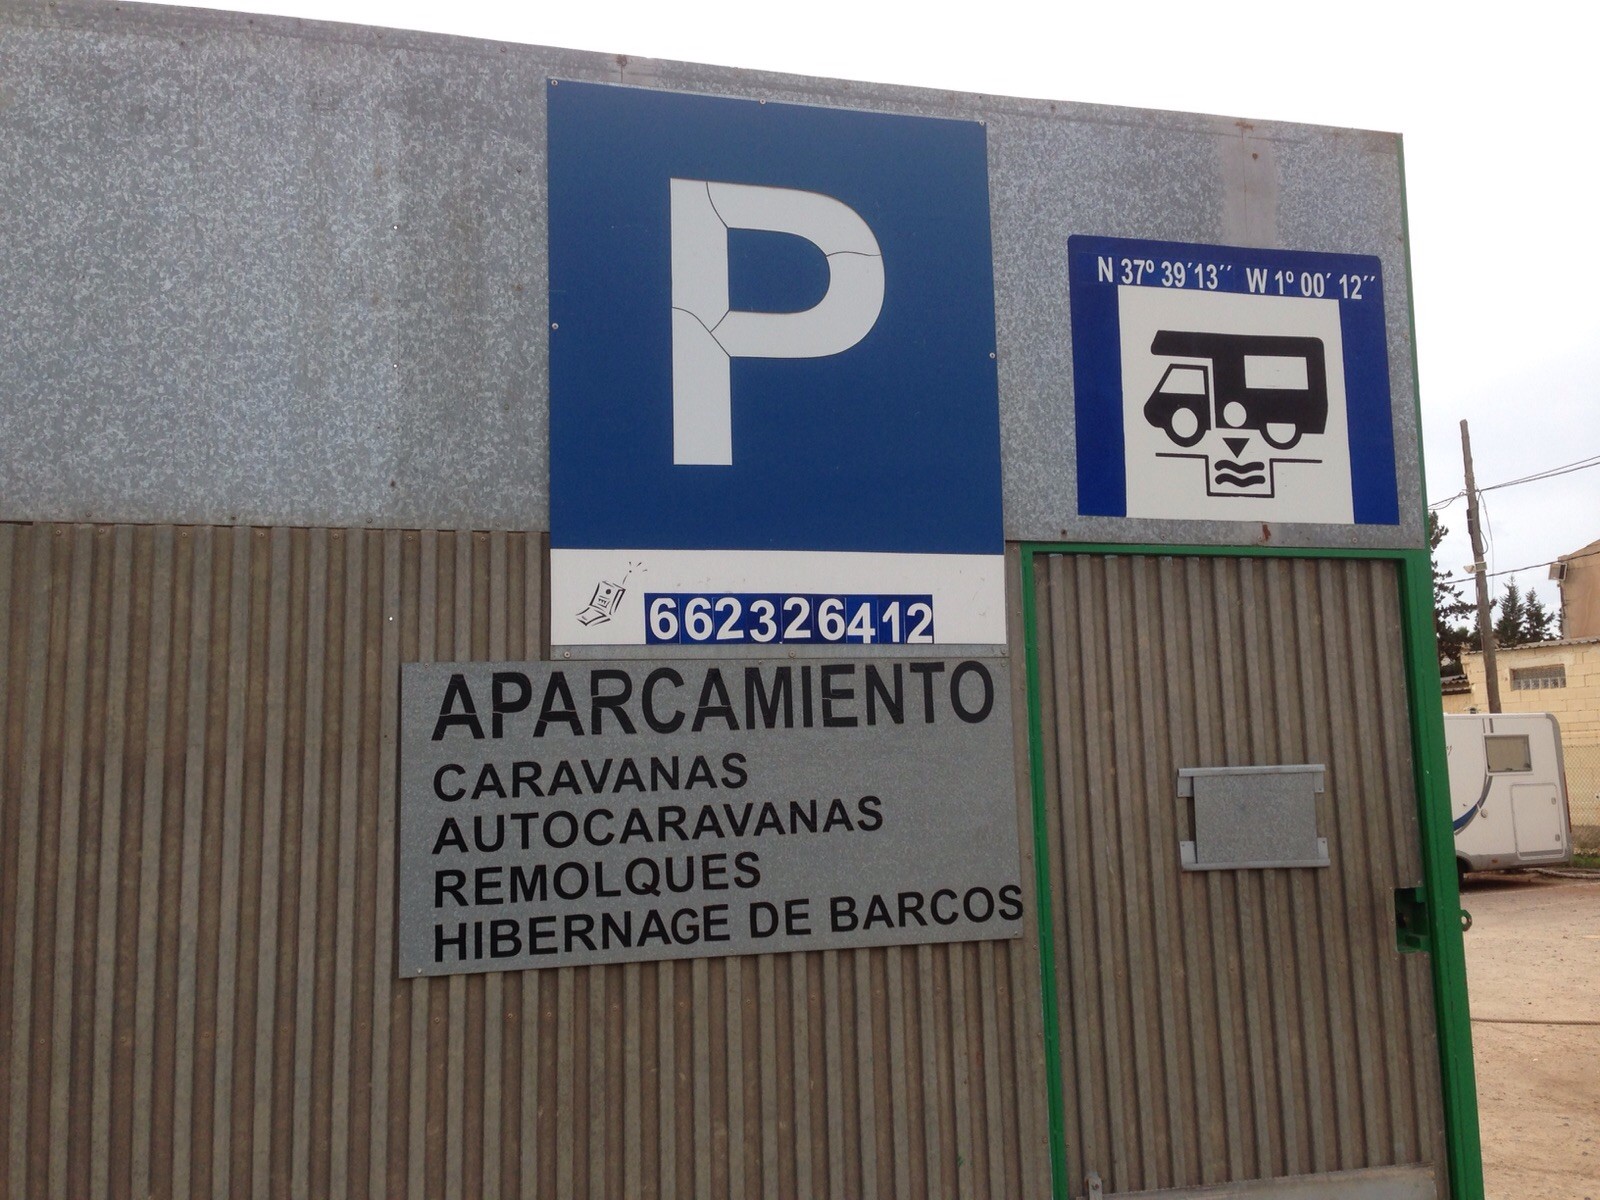 P
N 37º 39´13´´ W 1º 00´ 12´´
662326412
APARCAMIENTO
CARAVANAS
AUTOCARAVANAS
REMOLQUES
HIBERNAGE DE BARCOS